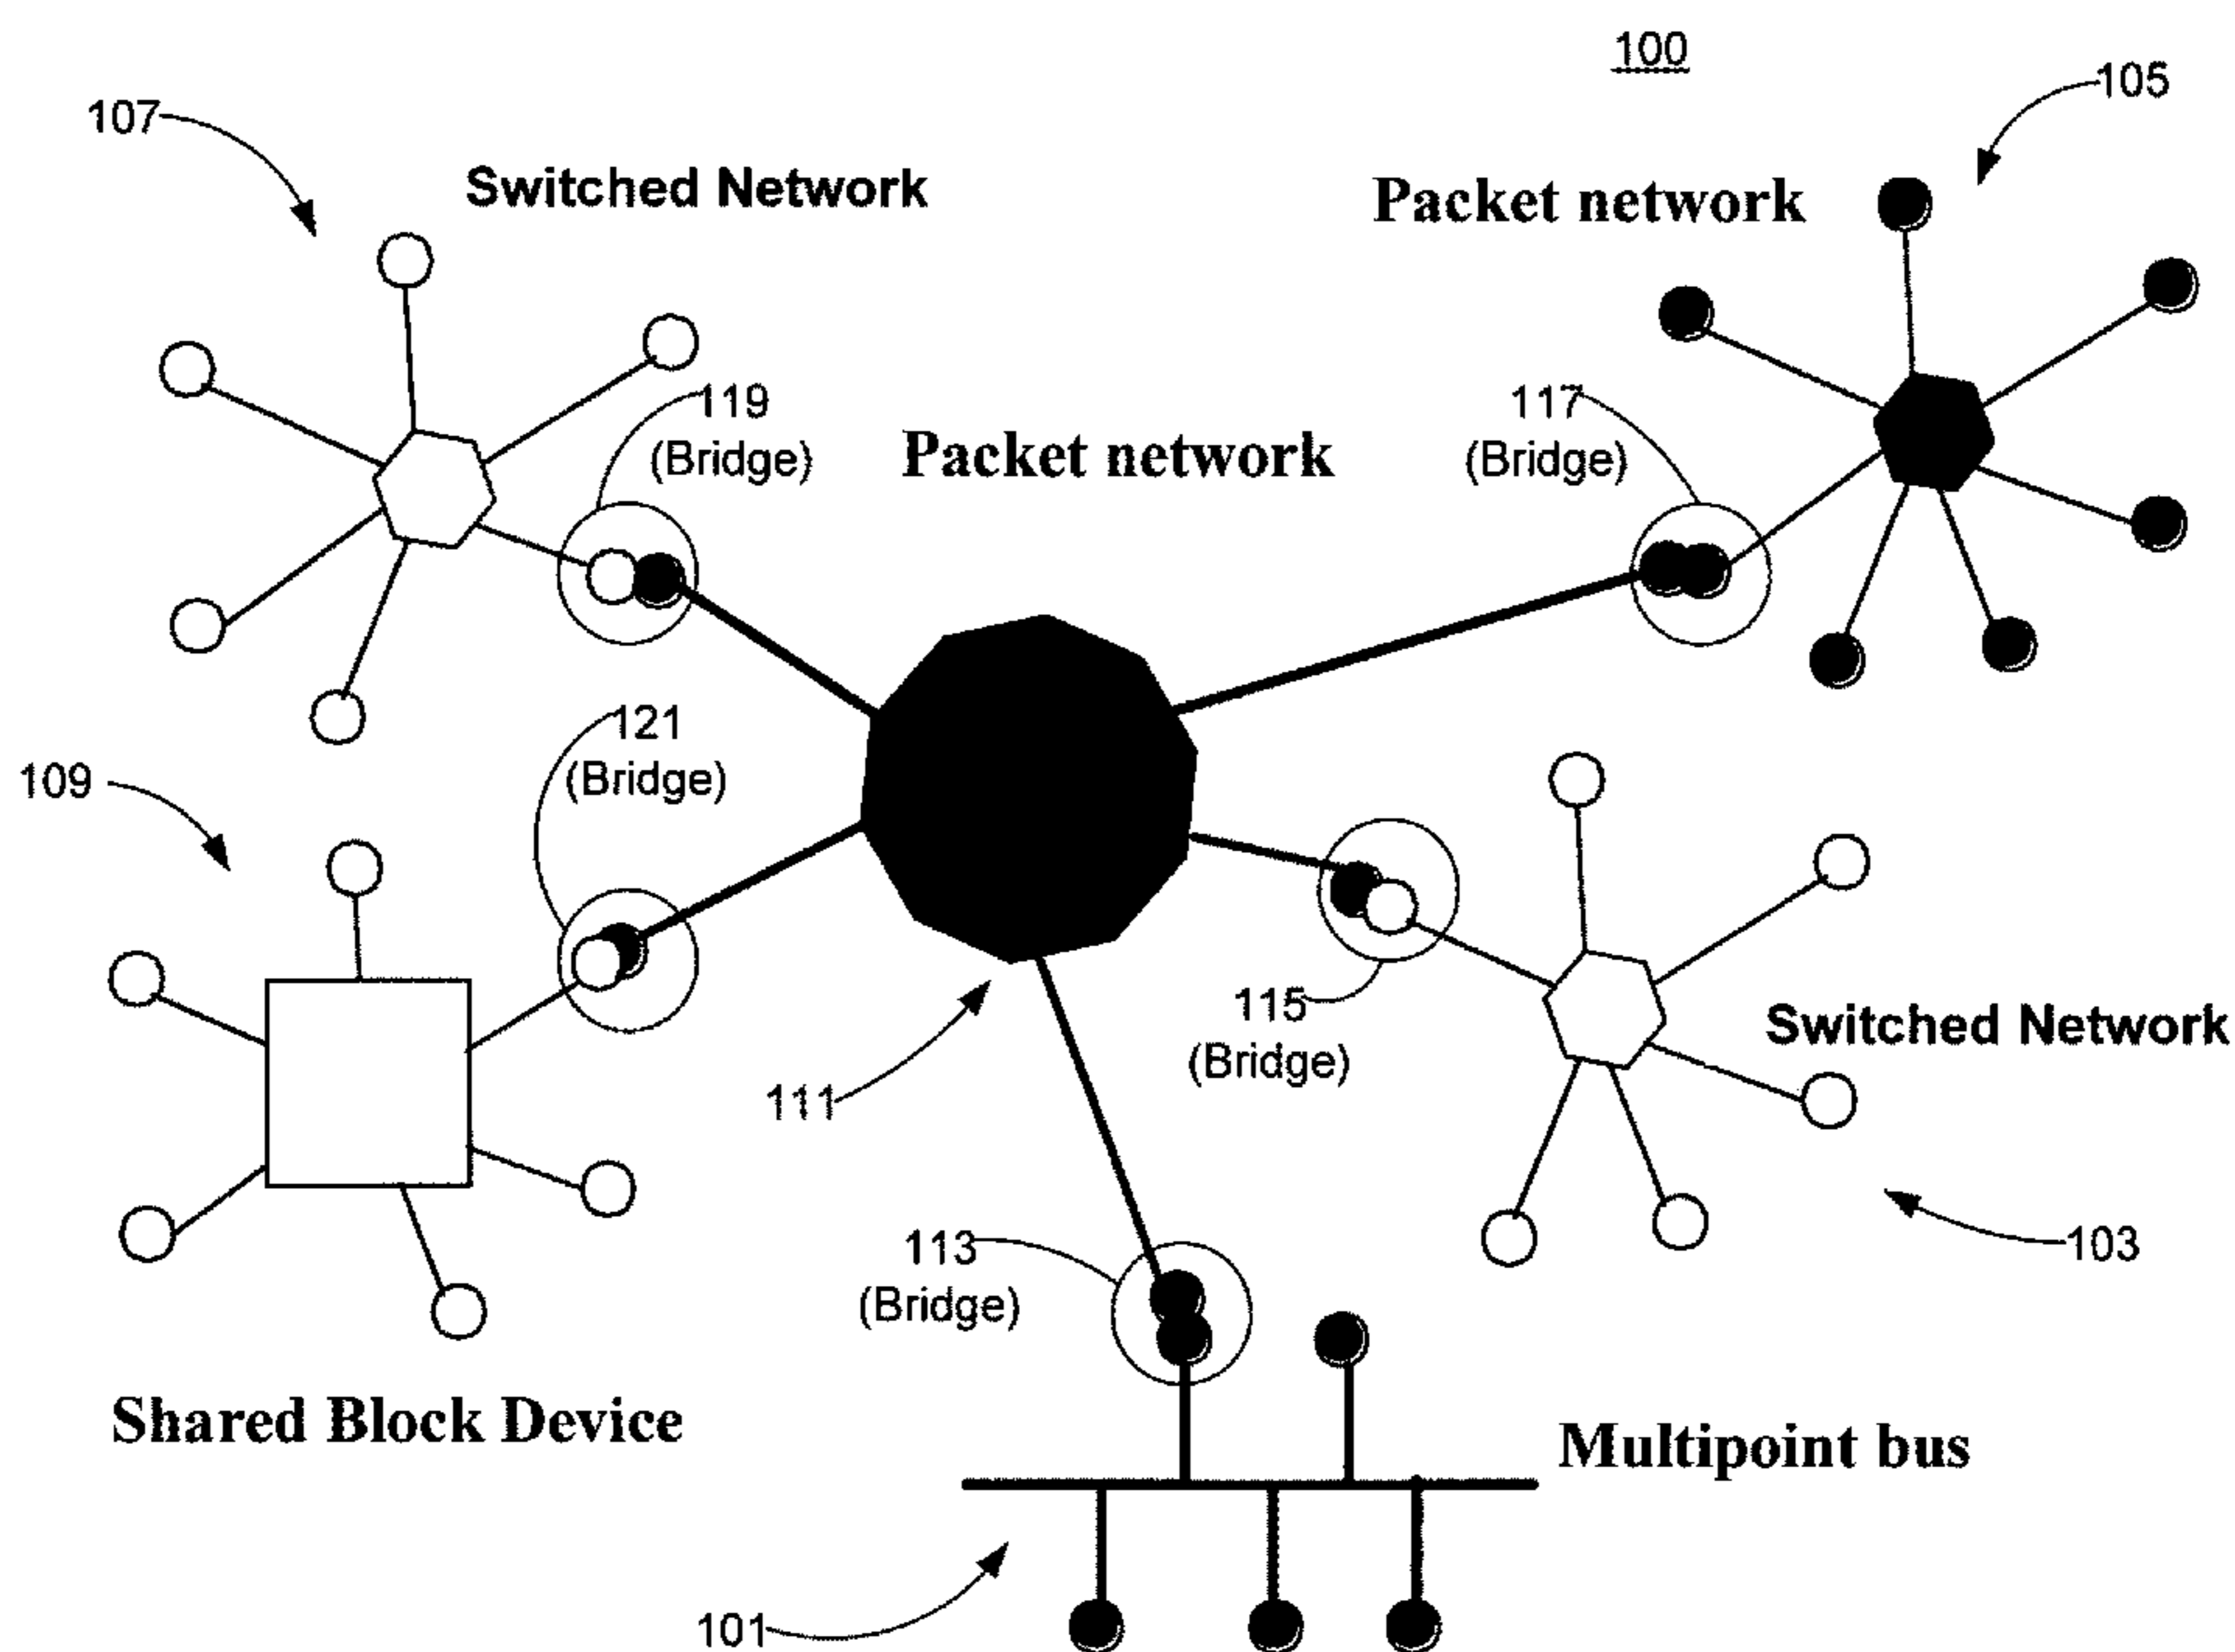 100
107
105
Switched Network
Packet network
119
(Bridge)
117
(Bridge)
Packet network
121
(Bridge)
109
115
(Bridge)
Switched Network
111
113
(Bridge)
103
Shared Block Device
Multipoint bus
101